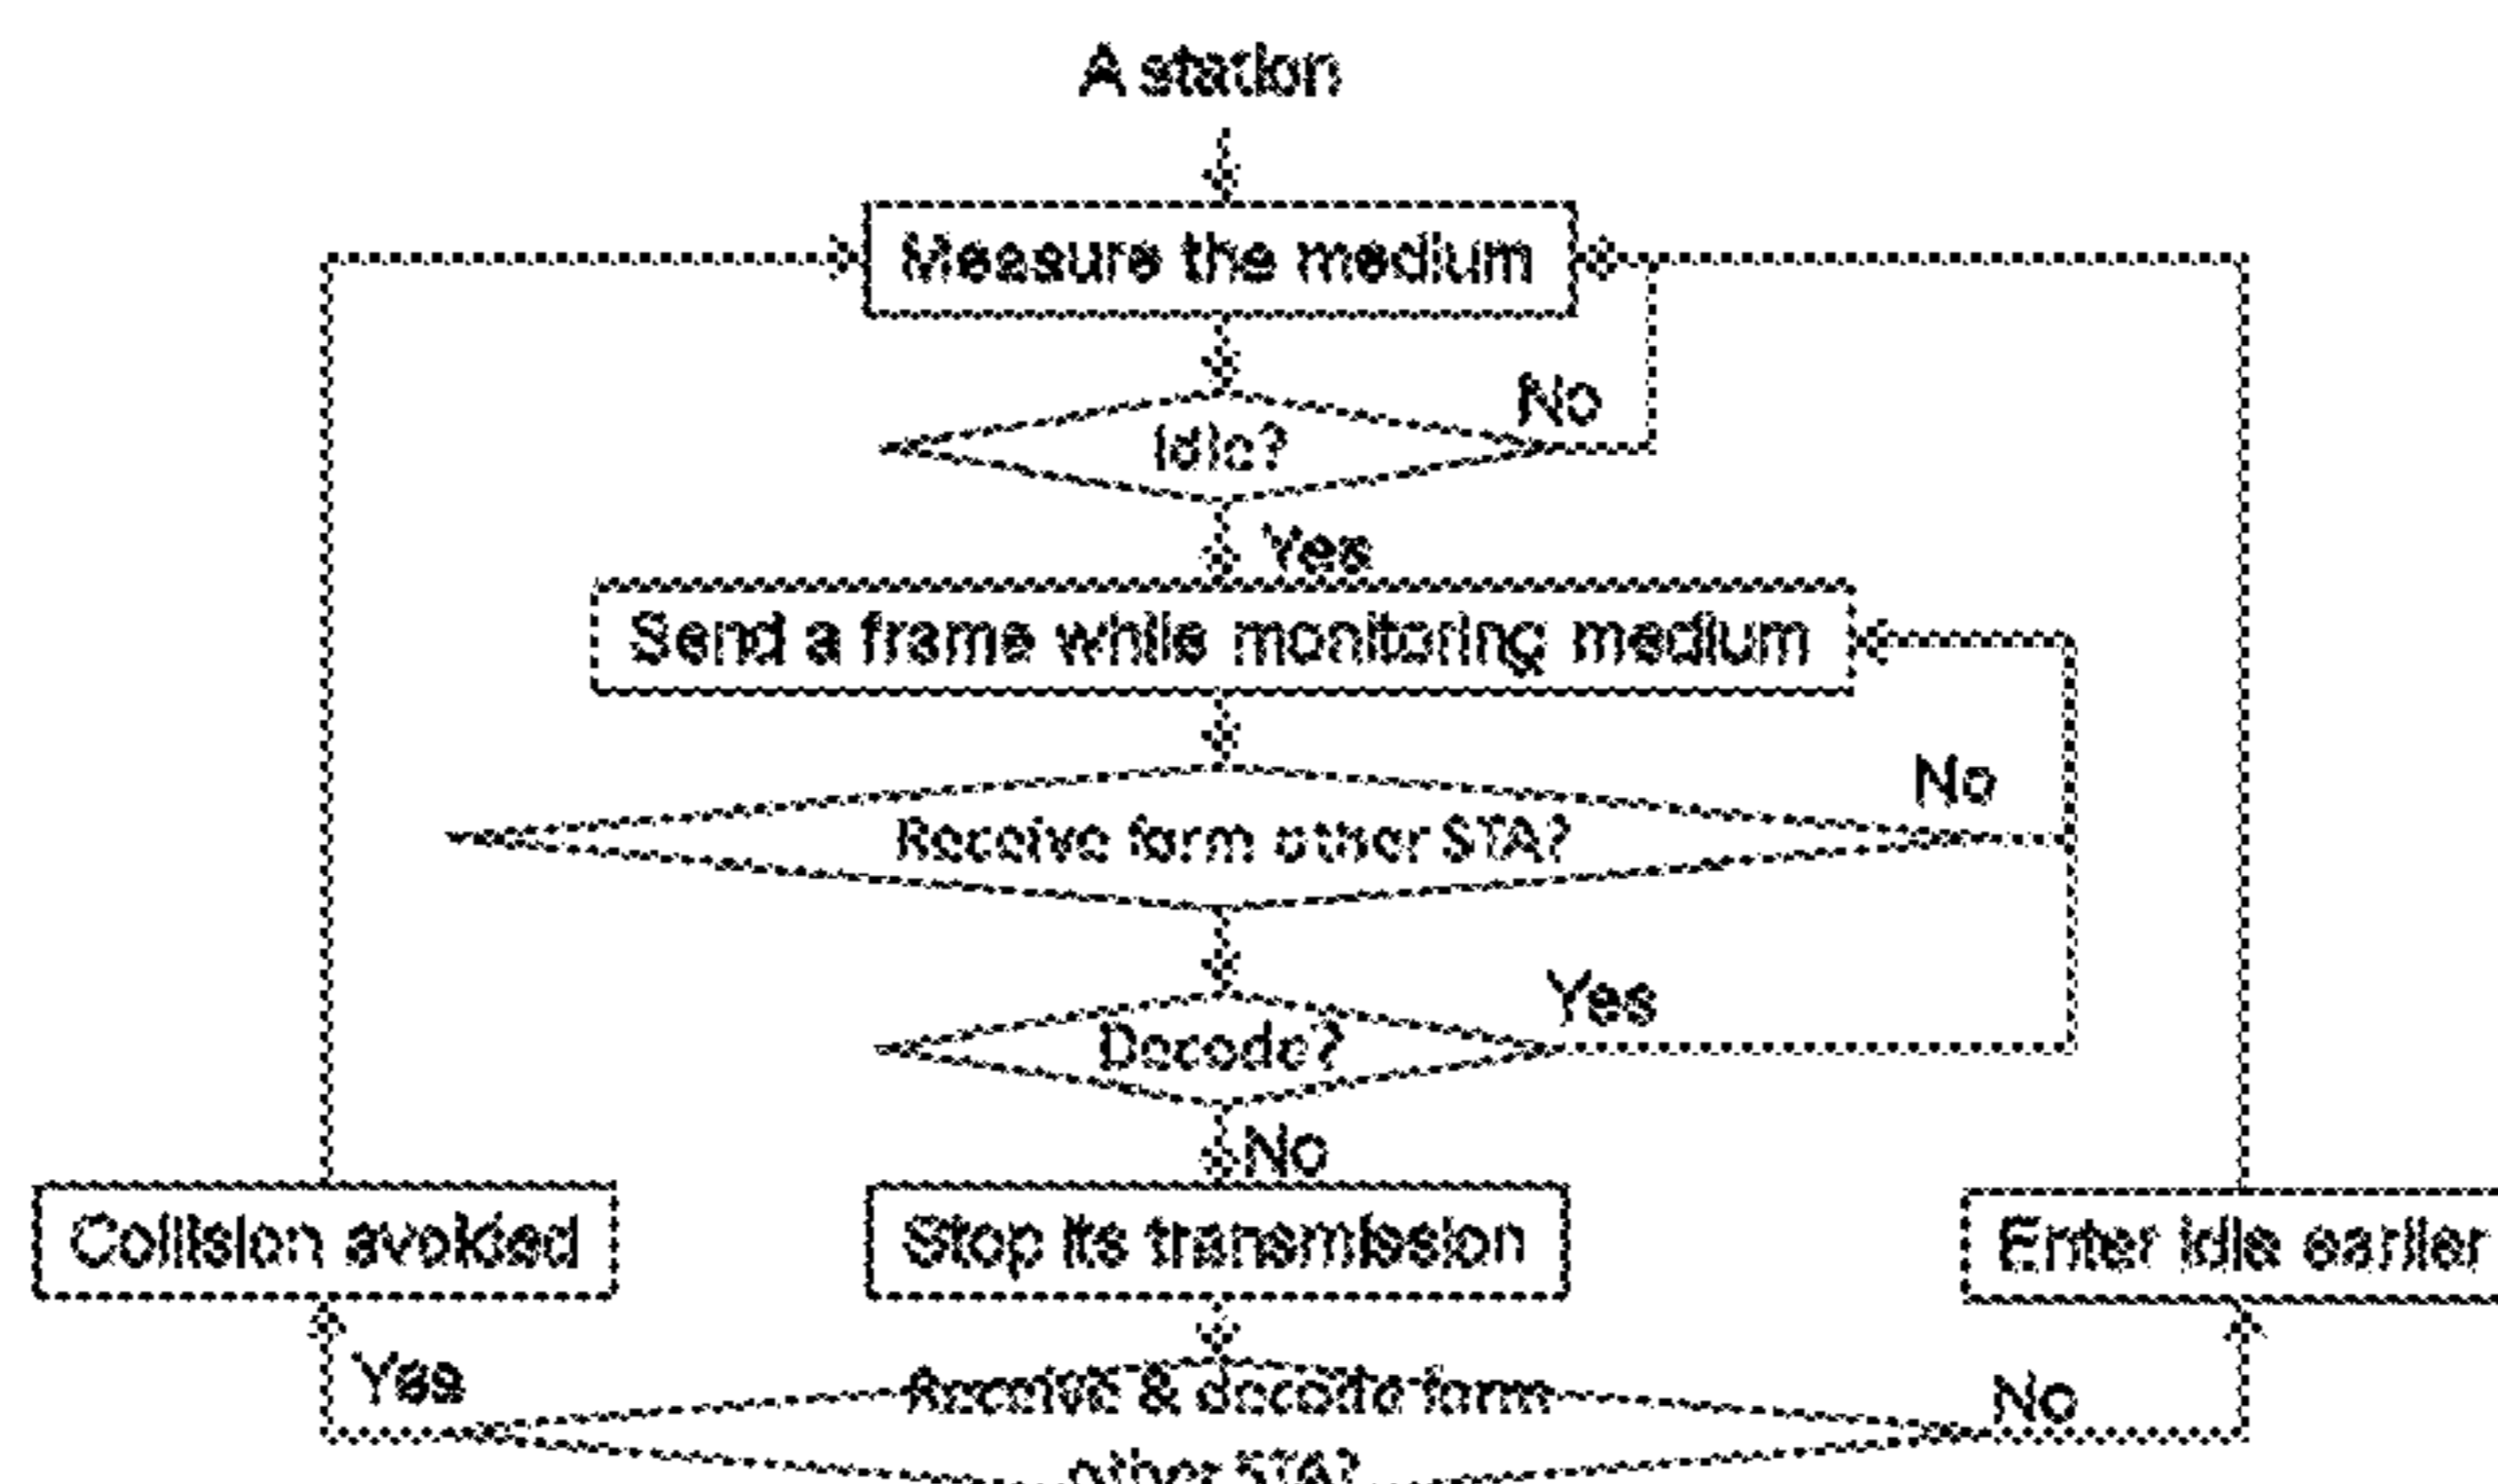 A station
Measure the medium
No
Idle?
Yes
Send a frame while monitoring medium
No
Receive form other STA?
Yes
Decode?
No
Collision avoided
Stop its transmission
Enter idle earlier
Yes
Receive & decode form
No
other STA?